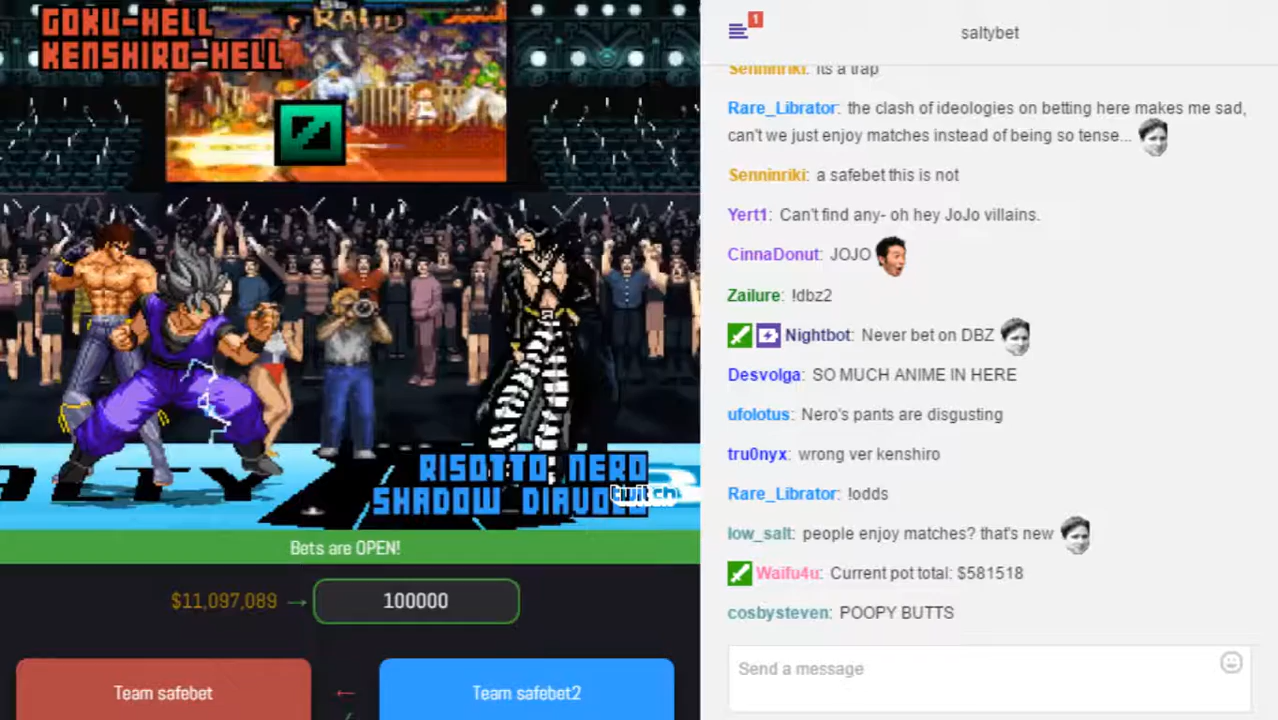 GOKU-HELL
KENSHIRO-HELL
RISOTTO NERO
SHADOW
twitch
Bets are OPEN!
$11,097,089 → 100000
Team safebet
←
Team safebet2
1
saltybet
Senninriki: its a trap
Rare_Librator: the clash of ideologies on betting here makes me sad,
can't we just enjoy matches instead of being so tense...
Senninriki: a safebet this is not
Yert1: Can't find any- oh hey JoJo villains.
CinnaDonut: JOJO
Zailure: !dbz2
Nightbot: Never bet on DBZ
Desvolga: SO MUCH ANIME IN HERE
ufolotus: Nero's pants are disgusting
tru0nyx: wrong ver kenshiro
Rare_Librator: !odds
low_salt: people enjoy matches? that's new
Waifu4u: Current pot total: $581518
cosbysteven: POOPY BUTTS
Send a message